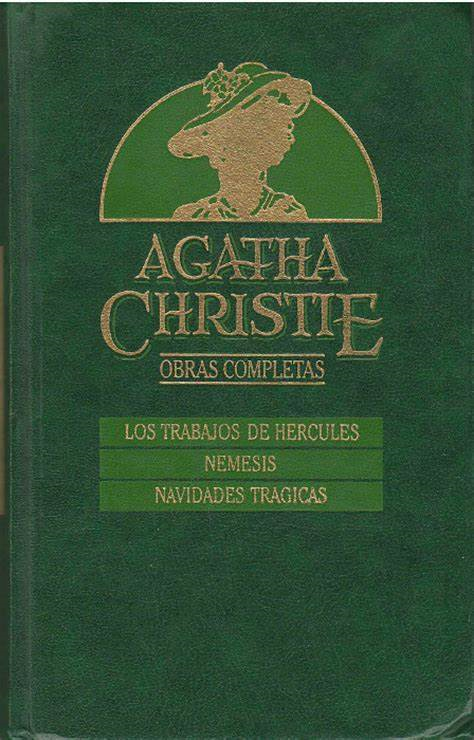 AGATHA
CHRISTIE
OBRAS COMPLETAS
LOS TRABAJOS DE HERCULES
NEMESIS
NAVIDADES TRAGICAS